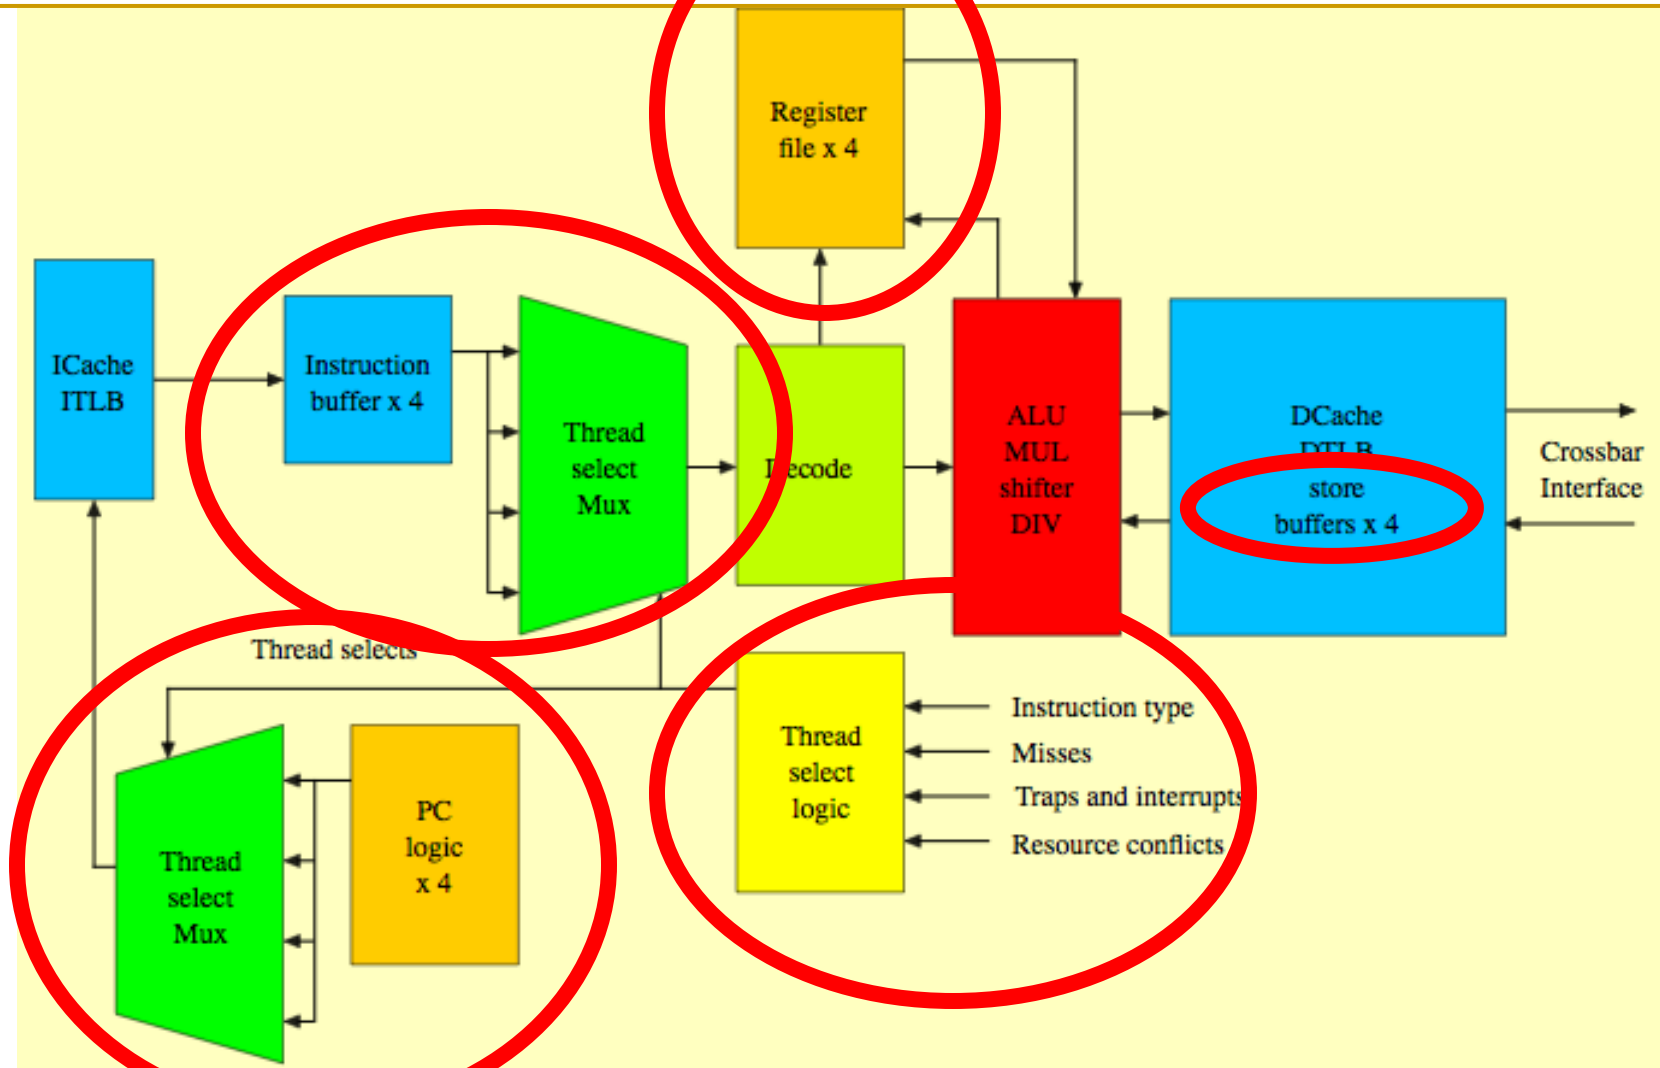 Register
file x 4
ICache
ITLB
Instruction
buffer x 4
Thread
select
Mux
Decode
ALU
MUL
shifter
DIV
DCache
DTLB
store
buffers x 4
Crossbar
Interface
Thread selects
Thread
select
logic
Instruction type
Misses
Traps and interrupts
Resource conflicts
Thread
select
Mux
PC
logic
x 4